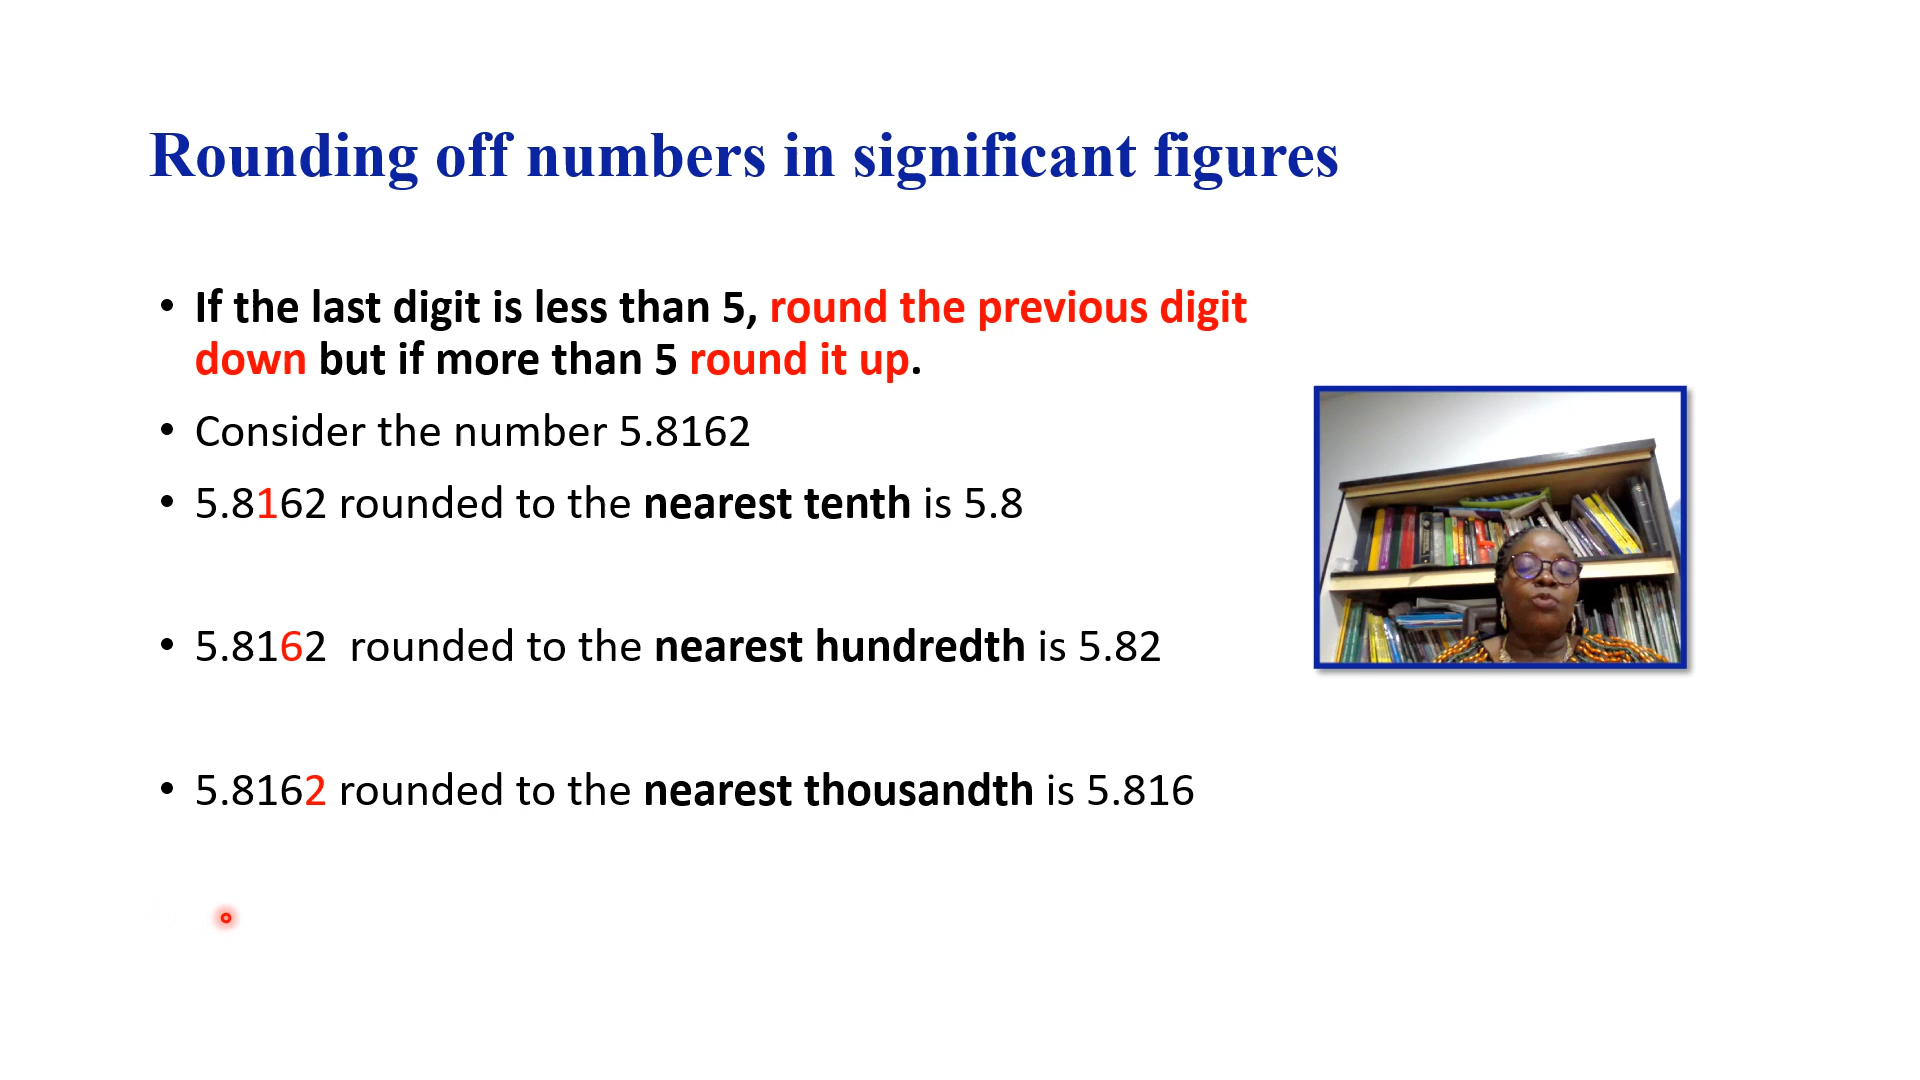 Rounding off numbers in significant figures
• If the last digit is less than 5, round the previous digit
down but if more than 5 round it up.
• Consider the number 5.8162
• 5.8162 rounded to the nearest tenth is 5.8
• 5.8162 rounded to the nearest hundredth is 5.82
• 5.8162 rounded to the nearest thousandth is 5.816